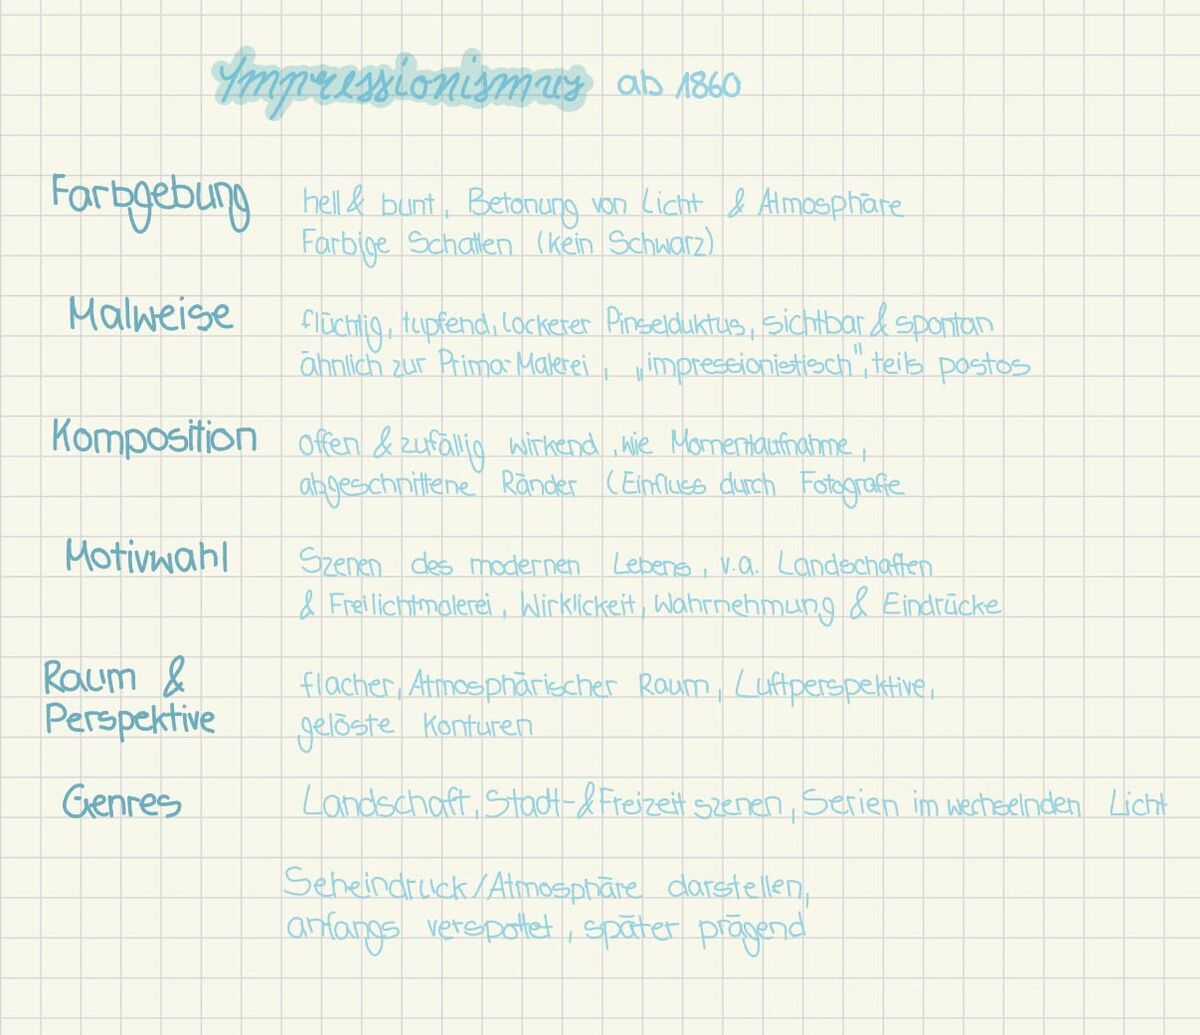 Impressionismus ab 1860
Farbgebung hell & bunt, Betonung von Licht & Atmosphäre
Farbige Schatten (kein Schwarz)
Malweise flüchtig, tupfend, lockerer Pinselduktus, sichtbar & spontan
ähnlich zur Prima-Malerei, „impressionistisch", teils pastos
Komposition offen & zufällig wirkend, wie Momentaufnahme,
abgeschnittene Ränder (Einfluss durch Fotografie
Motivwahl Szenen des modernen Lebens, v.a. Landschaften
& Freilichtmalerei, Wirklickeit, Wahrnehmung & Eindrücke
Raum & flacher, Atmosphärischer Raum, Luftperspektive,
Perspektive gelöste Konturen
Genres Landschaft, Stadt-& Freizeitszenen, Serien im wechselnden Licht
Seheindruck/Atmosphäre darstellen,
anfangs verspottet, später prägend